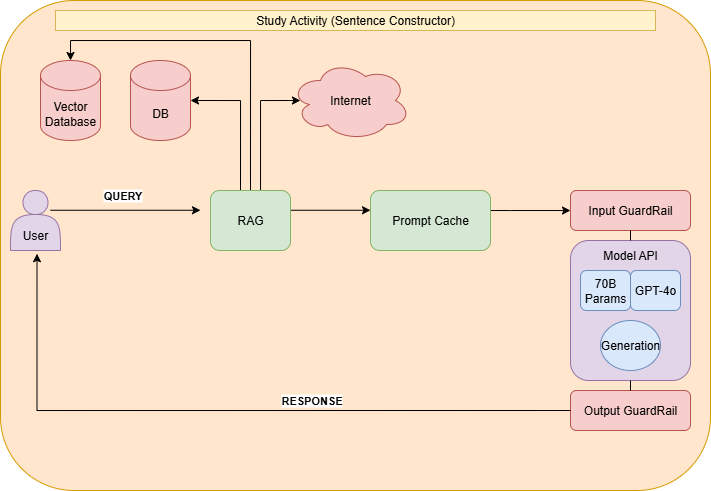 Study Activity (Sentence Constructor)
Vector
Database
DB
Internet
QUERY
User
RAG
Prompt Cache
Input GuardRail
Model API
70B
Params
GPT-4o
Generation
RESPONSE
Output GuardRail